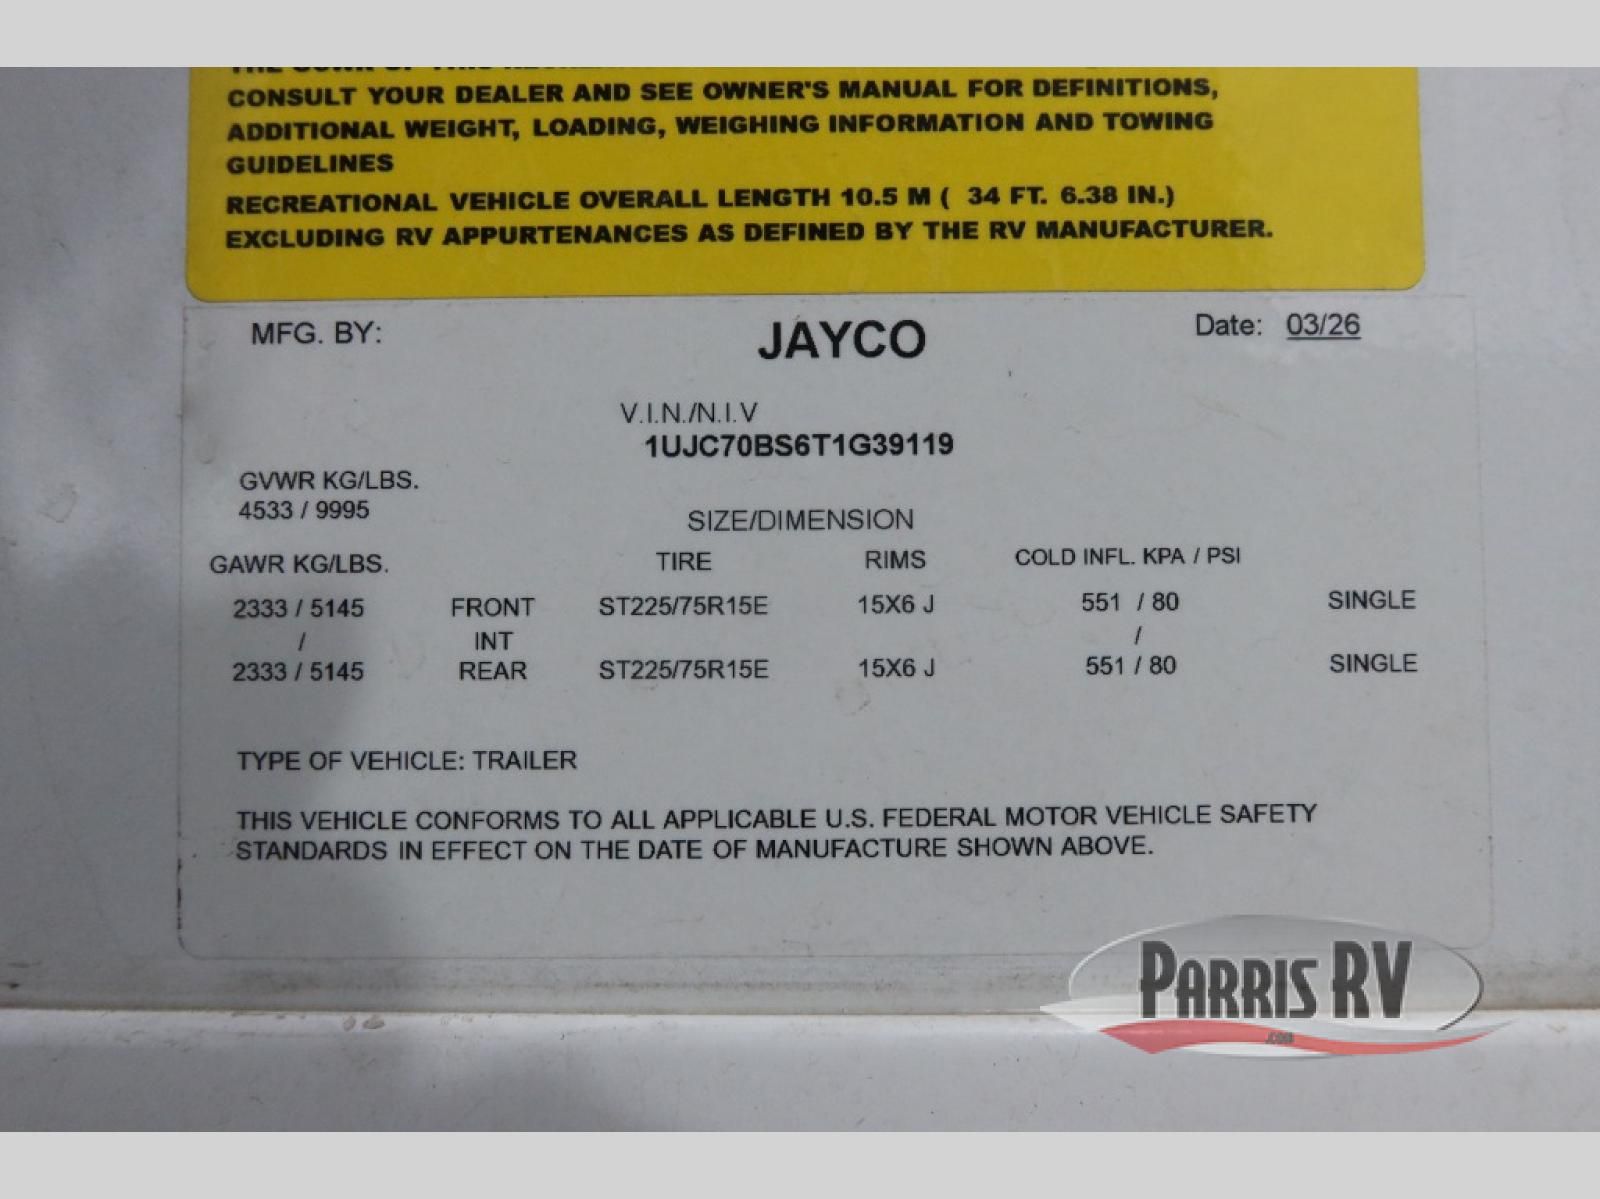 CONSULT YOUR DEALER AND SEE OWNER'S MANUAL FOR DEFINITIONS,
ADDITIONAL WEIGHT, LOADING, WEIGHING INFORMATION AND TOWING
GUIDELINES
RECREATIONAL VEHICLE OVERALL LENGTH 10.5 M ( 34 FT. 6.38 IN.)
EXCLUDING RV APPURTENANCES AS DEFINED BY THE RV MANUFACTURER.
MFG. BY: JAYCO Date: 03/26
V.I.N./N.I.V
1UJC70BS6T1G39119
GVWR KG/LBS.
4533 / 9995
SIZE/DIMENSION
GAWR KG/LBS. TIRE RIMS COLD INFL. KPA / PSI
2333 / 5145 FRONT ST225/75R15E 15X6 J 551 / 80 SINGLE
/ INT /
2333 / 5145 REAR ST225/75R15E 15X6 J 551 / 80 SINGLE
TYPE OF VEHICLE: TRAILER
THIS VEHICLE CONFORMS TO ALL APPLICABLE U.S. FEDERAL MOTOR VEHICLE SAFETY
STANDARDS IN EFFECT ON THE DATE OF MANUFACTURE SHOWN ABOVE.
PARRIS RV
.COM